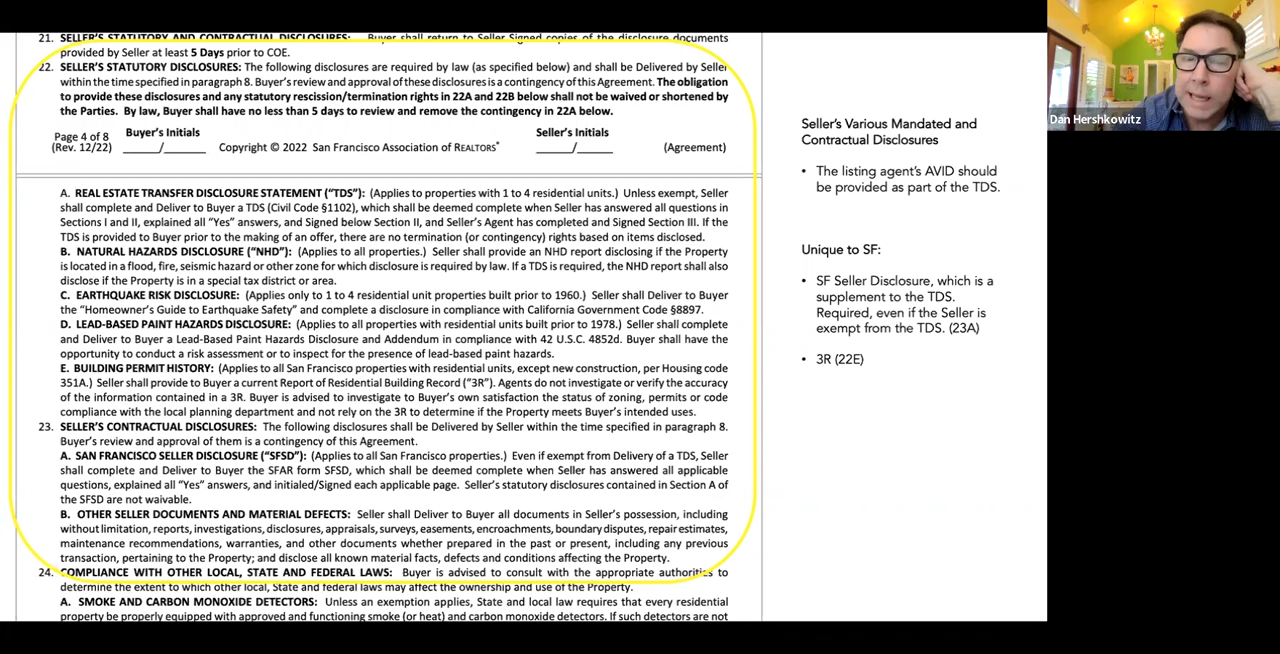 21. SELLER'S STATUTORY AND CONTRACTUAL DISCLOSURES: Buyer shall return to Seller Signed copies of the disclosure documents
provided by Seller at least 5 Days prior to COE.
22. SELLER'S STATUTORY DISCLOSURES: The following disclosures are required by law (as specified below) and shall be Delivered by Seller
within the time specified in paragraph 8. Buyer's review and approval of these disclosures is a contingency of this Agreement. The obligation
to provide these disclosures and any statutory rescission/termination rights in 22A and 22B below shall not be waived or shortened by
the Parties. By law, Buyer shall have no less than 5 days to review and remove the contingency in 22A below.
Page 4 of 8
(Rev. 12/22)
Buyer's Initials
______/______
Copyright © 2022 San Francisco Association of REALTORS®
Seller's Initials
______/______
(Agreement)
A. REAL ESTATE TRANSFER DISCLOSURE STATEMENT ("TDS"): (Applies to properties with 1 to 4 residential units.) Unless exempt, Seller
shall complete and Deliver to Buyer a TDS (Civil Code §1102), which shall be deemed complete when Seller has answered all questions in
Sections I and II, explained all "Yes" answers, and Signed below Section II, and Seller's Agent has completed and Signed Section III. If the
TDS is provided to Buyer prior to the making of an offer, there are no termination (or contingency) rights based on items disclosed.
B. NATURAL HAZARDS DISCLOSURE ("NHD"): (Applies to all properties.) Seller shall provide an NHD report disclosing if the Property
is located in a flood, fire, seismic hazard or other zone for which disclosure is required by law. If a TDS is required, the NHD report shall also
disclose if the Property is in a special tax district or area.
C. EARTHQUAKE RISK DISCLOSURE: (Applies only to 1 to 4 residential unit properties built prior to 1960.) Seller shall Deliver to Buyer
the "Homeowner's Guide to Earthquake Safety" and complete a disclosure in compliance with California Government Code §8897.
D. LEAD-BASED PAINT HAZARDS DISCLOSURE: (Applies to all properties with residential units built prior to 1978.) Seller shall complete
and Deliver to Buyer a Lead-Based Paint Hazards Disclosure and Addendum in compliance with 42 U.S.C. 4852d. Buyer shall have the
opportunity to conduct a risk assessment or to inspect for the presence of lead-based paint hazards.
E. BUILDING PERMIT HISTORY: (Applies to all San Francisco properties with residential units, except new construction, per Housing code
351A.) Seller shall provide to Buyer a current Report of Residential Building Record ("3R"). Agents do not investigate or verify the accuracy
of the information contained in a 3R. Buyer is advised to investigate to Buyer's own satisfaction the status of zoning, permits or code
compliance with the local planning department and not rely on the 3R to determine if the Property meets Buyer's intended uses.
23. SELLER'S CONTRACTUAL DISCLOSURES: The following disclosures shall be Delivered by Seller within the time specified in paragraph 8.
Buyer's review and approval of them is a contingency of this Agreement.
A. SAN FRANCISCO SELLER DISCLOSURE ("SFSD"): (Applies to all San Francisco properties.) Even if exempt from Delivery of a TDS, Seller
shall complete and Deliver to Buyer the SFAR form SFSD, which shall be deemed complete when Seller has answered all applicable
questions, explained all "Yes" answers, and initialed/Signed each applicable page. Seller's statutory disclosures contained in Section A of
the SFSD are not waivable.
B. OTHER SELLER DOCUMENTS AND MATERIAL DEFECTS: Seller shall Deliver to Buyer all documents in Seller's possession, including
without limitation, reports, investigations, disclosures, appraisals, surveys, easements, encroachments, boundary disputes, repair estimates,
maintenance recommendations, warranties, and other documents whether prepared in the past or present, including any previous
transaction, pertaining to the Property; and disclose all known material facts, defects and conditions affecting the Property.
24. COMPLIANCE WITH OTHER LOCAL, STATE AND FEDERAL LAWS: Buyer is advised to consult with the appropriate authorities to
determine the extent to which other local, State and federal laws may affect the ownership and use of the Property.
A. SMOKE AND CARBON MONOXIDE DETECTORS: Unless an exemption applies, State and local law requires that every residential
property be properly equipped with approved and functioning smoke (or heat) and carbon monoxide detectors. If such detectors are not
Seller's Various Mandated and
Contractual Disclosures
• The listing agent's AVID should
be provided as part of the TDS.
Unique to SF:
• SF Seller Disclosure, which is a
supplement to the TDS.
Required, even if the Seller is
exempt from the TDS. (23A)
• 3R (22E)
Dan Hershkowitz